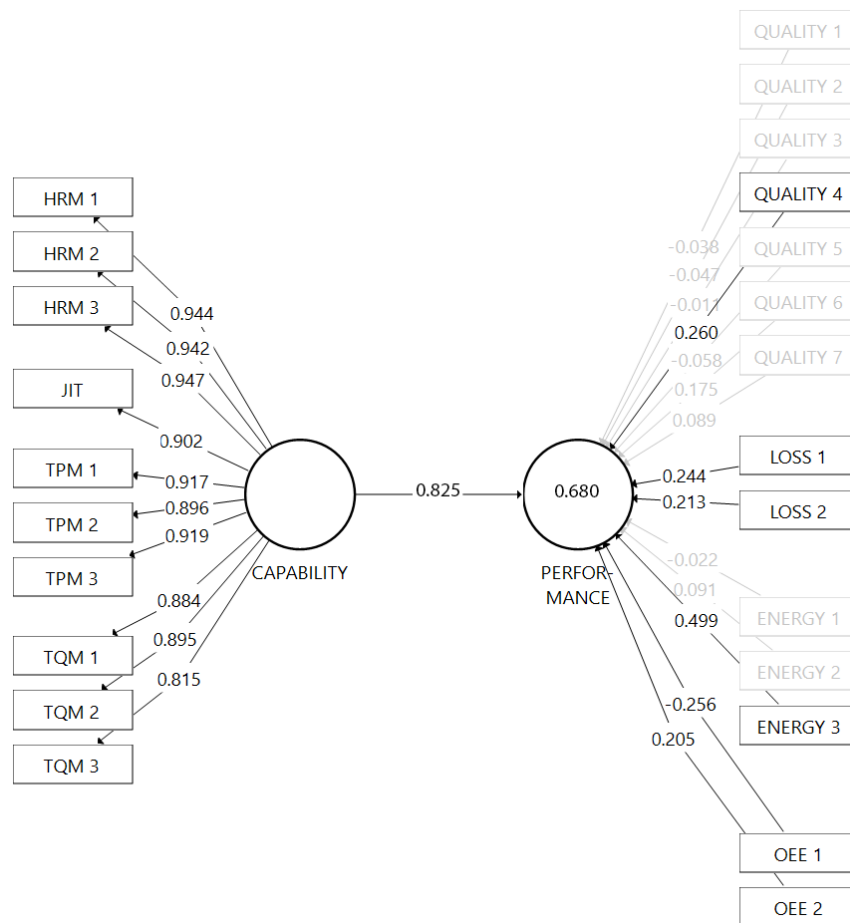 QUALITY 1
QUALITY 2
QUALITY 3
QUALITY 4
QUALITY 5
QUALITY 6
QUALITY 7
HRM 1
HRM 2
HRM 3
JIT
TPM 1
TPM 2
TPM 3
TQM 1
TQM 2
TQM 3
0.944
0.942
0.947
0.902
0.917
0.896
0.919
0.884
0.895
0.815
CAPABILITY
0.825
0.680
PERFOR-
MANCE
-0.038
-0.047
-0.011
0.260
-0.058
0.175
0.089
0.244
0.213
-0.022
0.091
0.499
-0.256
0.205
LOSS 1
LOSS 2
ENERGY 1
ENERGY 2
ENERGY 3
OEE 1
OEE 2